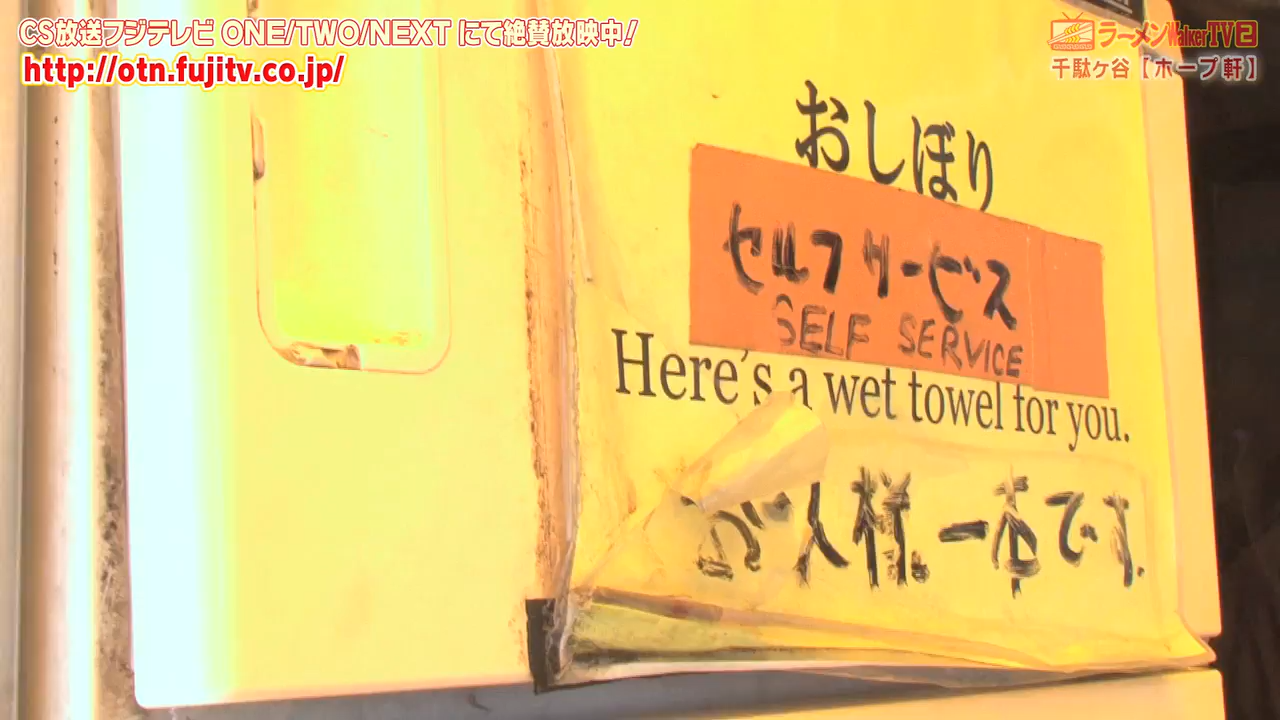 CS放送フジテレビ ONE/TWO/NEXT にて絶賛放映中!
http://otn.fujitv.co.jp/
ラーメンWalkerTV2
千駄ヶ谷【ホープ軒】
おしぼり
セルフサービス
SELF SERVICE
Here's a wet towel for you.
お一人様。一本です。